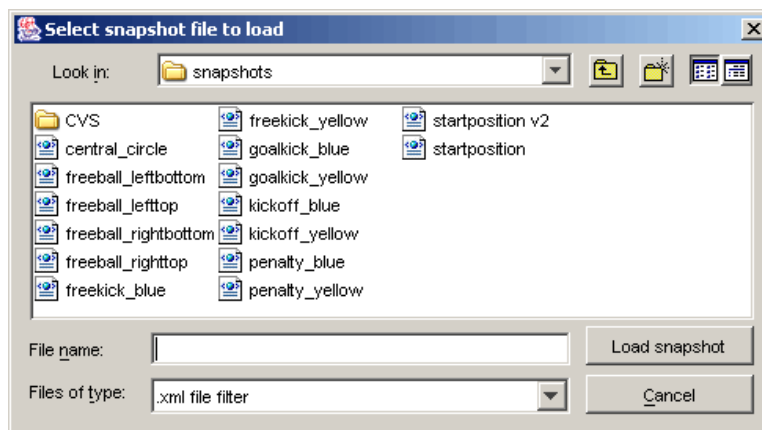 Select snapshot file to load
Look in: snapshots
CVS freekick_yellow startposition v2
central_circle goalkick_blue startposition
freeball_leftbottom goalkick_yellow
freeball_lefttop kickoff_blue
freeball_rightbottom kickoff_yellow
freeball_righttop penalty_blue
freekick_blue penalty_yellow
File name: Load snapshot
Files of type: .xml file filter Cancel